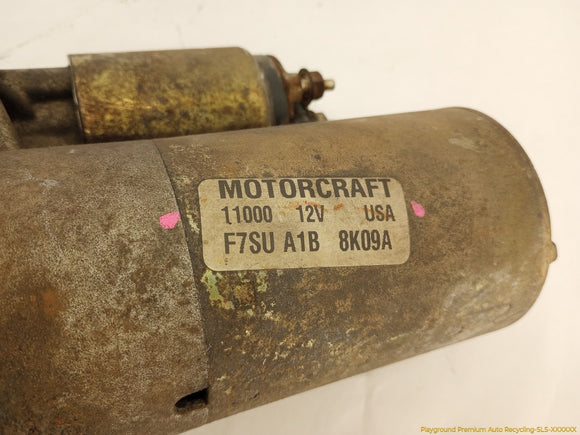 MOTORCRAFT
11000 12V USA
F7SU A1B 8K09A
Playground Premium Auto Recycling-SLS-XXXXXX